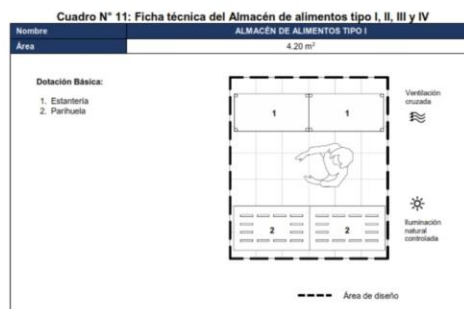 Cuadro N° 11: Ficha técnica del Almacén de alimentos tipo I, II, III y IV
Nombre ALMACÉN DE ALIMENTOS TIPO I
Área 4.20 m²
Dotación Básica:
1. Estantería
2. Parihuela
1 1
Ventilación
cruzada
2 2
Iluminación
natural
controlada
Área de diseño